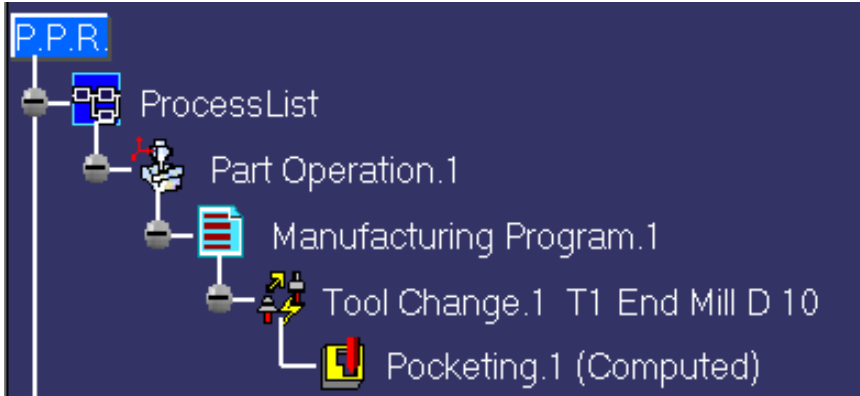 P.P.R.
ProcessList
Part Operation.1
Manufacturing Program.1
Tool Change.1 T1 End Mill D 10
Pocketing.1 (Computed)